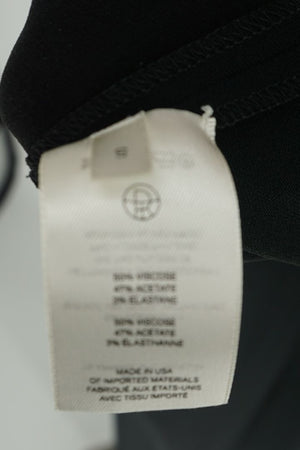 50% VISCOSE
47% ACETATE
3% ELASTANE
50% VISCOSE
47% ACÉTATE
3% ÉLASTHANNE
MADE IN USA
OF IMPORTED MATERIALS
FABRIQUÉ AUX ETATS-UNIS
AVEC TISSU IMPORTÉ